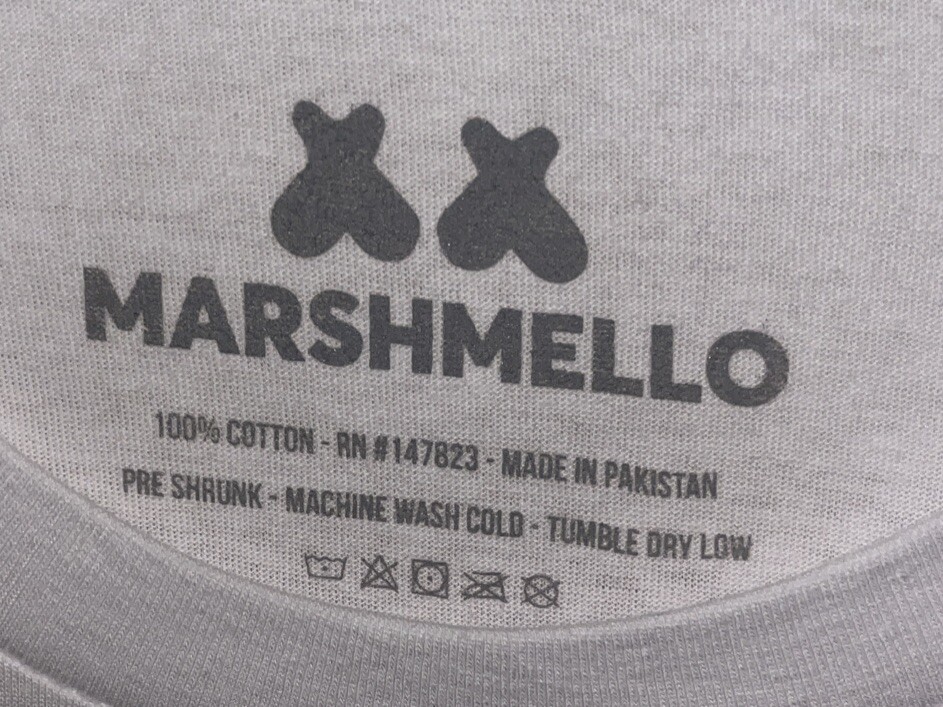 MARSHMELLO
100% COTTON - RN #147823 - MADE IN PAKISTAN
PRE SHRUNK - MACHINE WASH COLD - TUMBLE DRY LOW